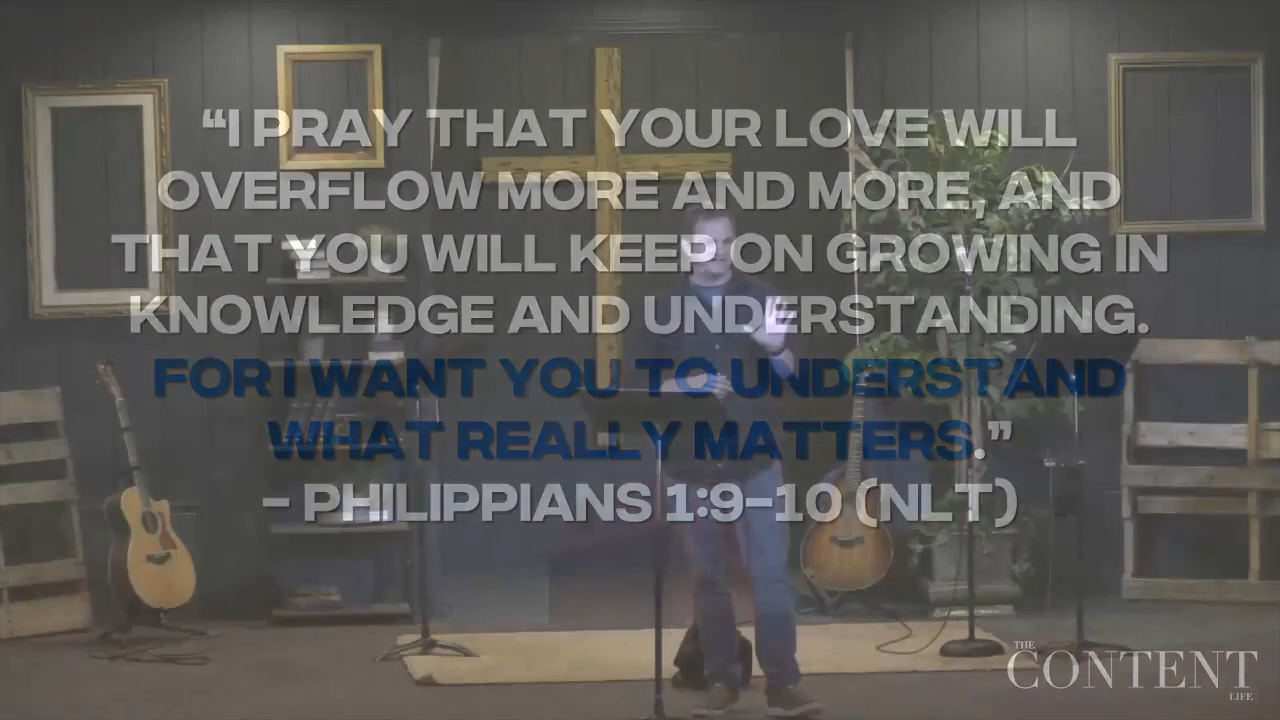 “I PRAY THAT YOUR LOVE WILL
OVERFLOW MORE AND MORE, AND
THAT YOU WILL KEEP ON GROWING IN
KNOWLEDGE AND UNDERSTANDING.
FOR I WANT YOU TO UNDERSTAND
WHAT REALLY MATTERS.”
- PHILIPPIANS 1:9-10 (NLT)
THE
CONTENT
LIFE